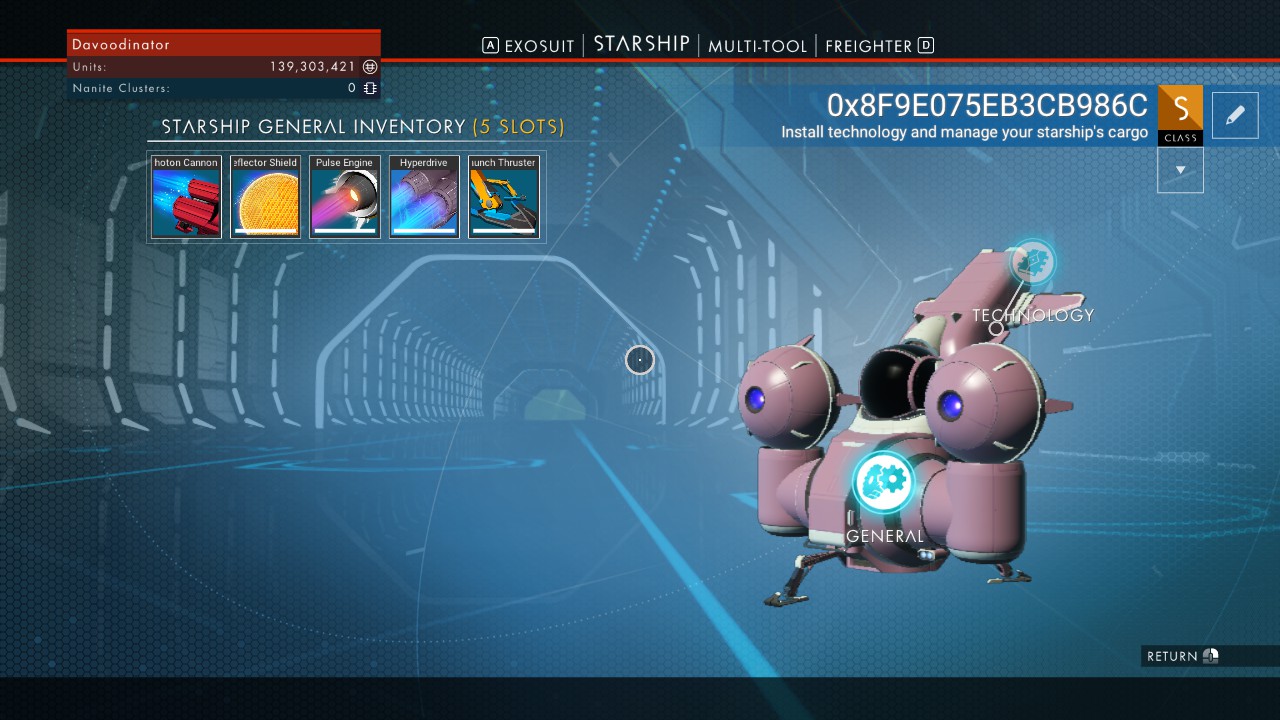 Davoodinator
Units: 139,303,421
Nanite Clusters: 0
A EXOSUIT STARSHIP MULTI-TOOL FREIGHTER D
0x8F9E075EB3CB986C
Install technology and manage your starship's cargo
S
CLASS
STARSHIP GENERAL INVENTORY (5 SLOTS)
hoton Cannon eflector Shield Pulse Engine Hyperdrive aunch Thruster
TECHNOLOGY
GENERAL
RETURN